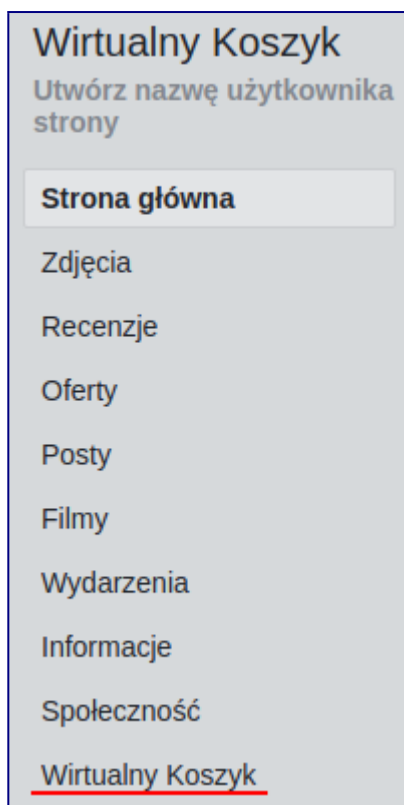 Wirtualny Koszyk
Utwórz nazwę użytkownika
strony
Strona główna
Zdjęcia
Recenzje
Oferty
Posty
Filmy
Wydarzenia
Informacje
Społeczność
Wirtualny Koszyk